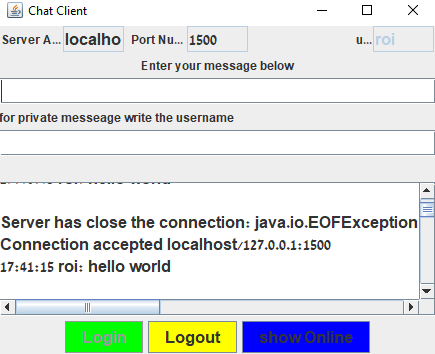 Chat Client
Server A... localho Port Nu... 1500 u... roi
Enter your message below
for private messeage write the username
Server has close the connection: java.io.EOFException
Connection accepted localhost/127.0.0.1:1500
17:41:15 roi: hello world
Login Logout show Online